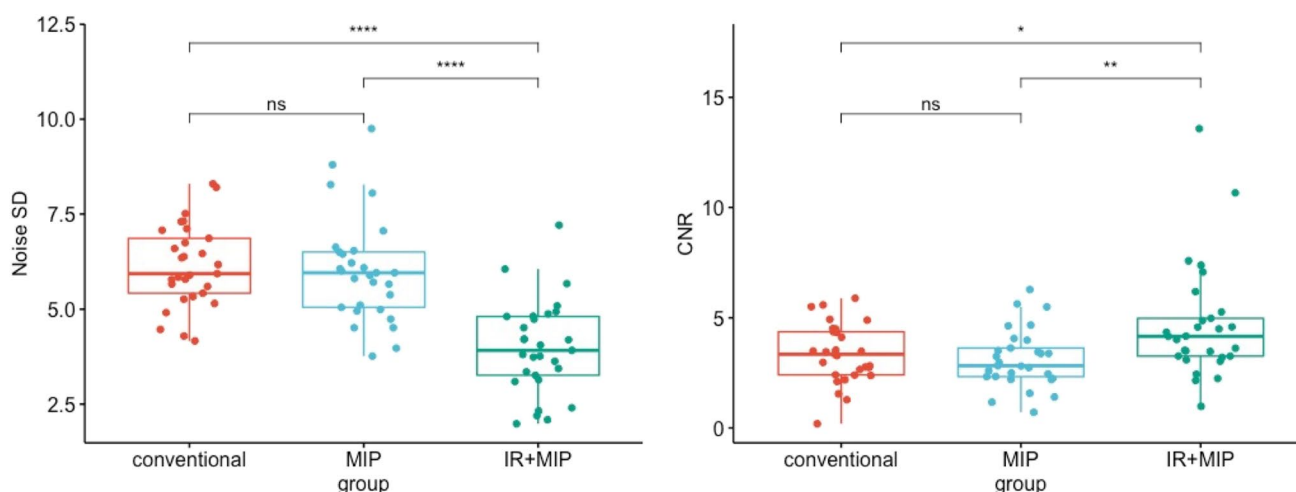 12.5
****
****
ns
10.0
7.5
5.0
2.5
Noise SD
conventional MIP IR+MIP
group
*
**
15
ns
10
5
0
CNR
conventional MIP IR+MIP
group